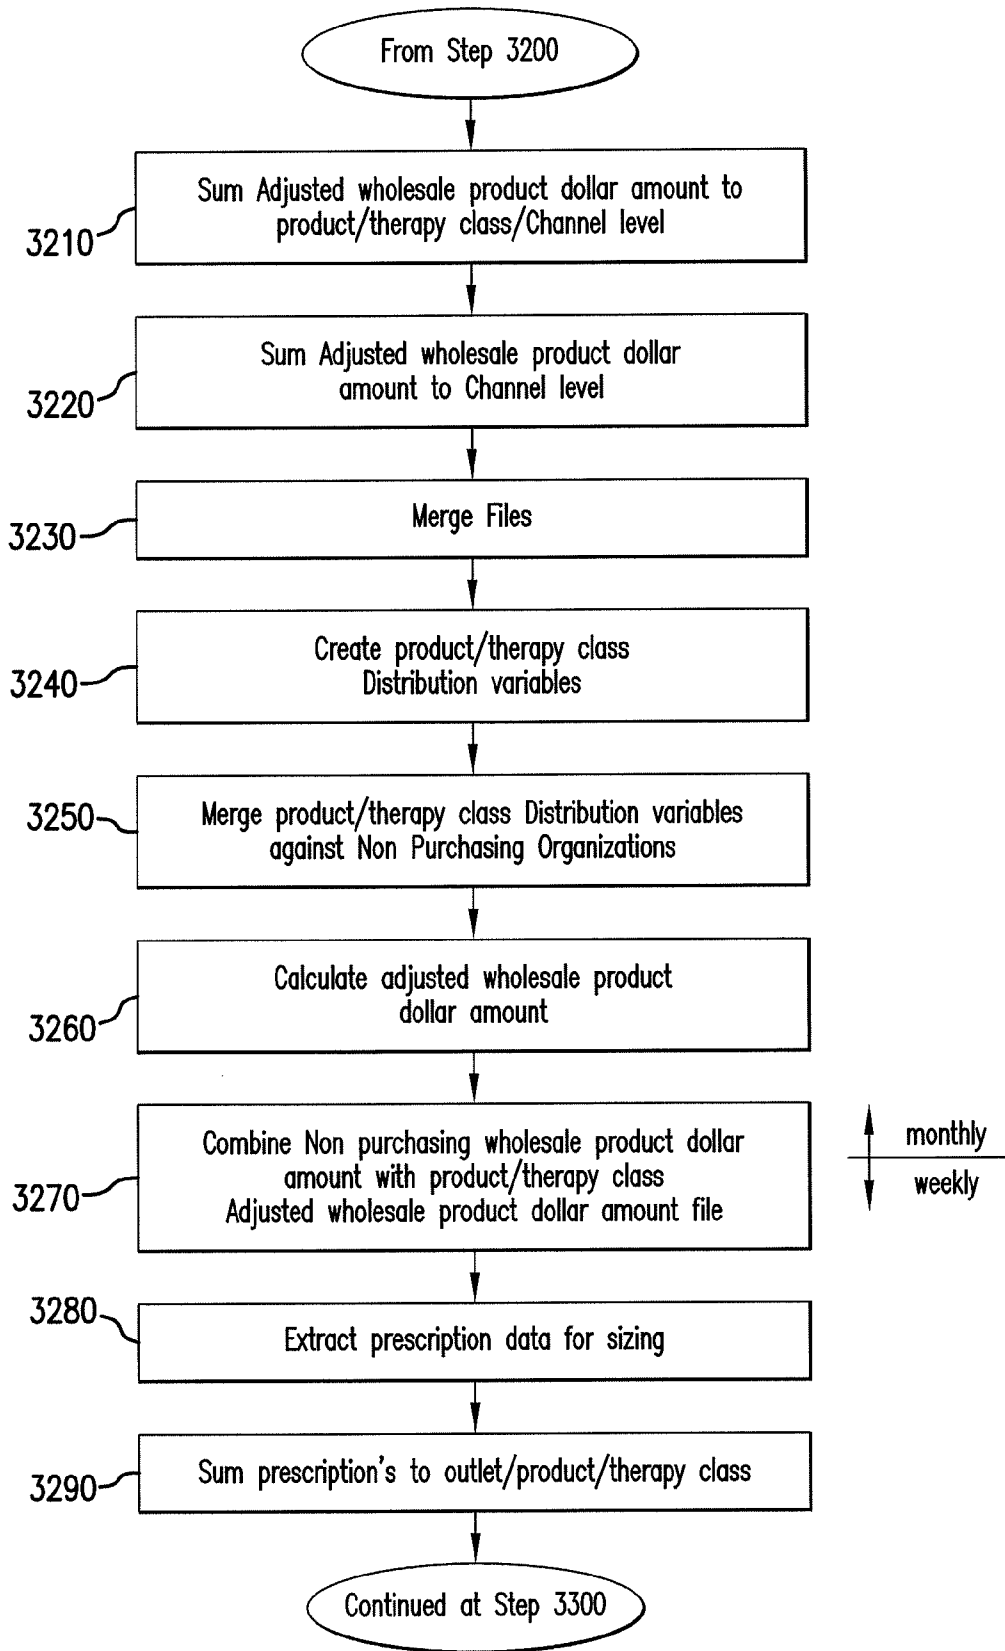 From Step 3200
Sum Adjusted wholesale product dollar amount to
product/therapy class/Channel level
3210
Sum Adjusted wholesale product dollar
amount to Channel level
3220
Merge Files
3230
Create product/therapy class
Distribution variables
3240
Merge product/therapy class Distribution variables
against Non Purchasing Organizations
3250
Calculate adjusted wholesale product
dollar amount
3260
Combine Non purchasing wholesale product dollar
amount with product/therapy class
Adjusted wholesale product dollar amount file
3270
monthly
weekly
3280
Extract prescription data for sizing
Sum prescription's to outlet/product/therapy class
3290
Continued at Step 3300